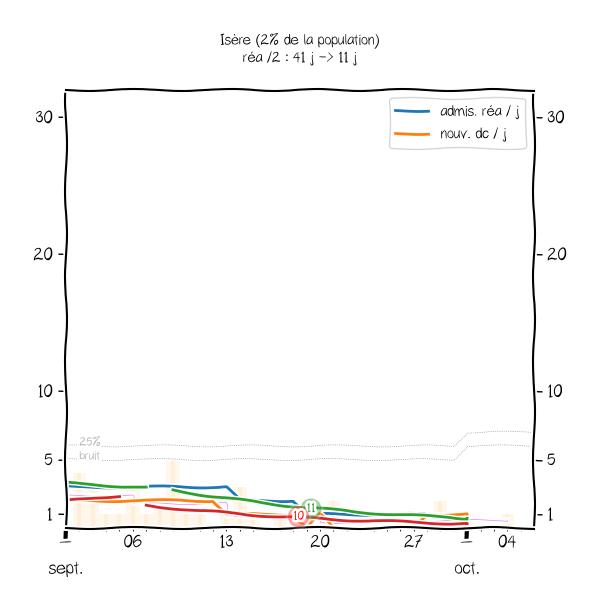 Isère (2% de la population)
réa /2 : 41 j -> 11 j
admis. réa / j
nouv. dc / j
30
30
20
20
10
10
5
5
1
1
25%
bruit
11
10
06
13
20
27
04
sept.
oct.